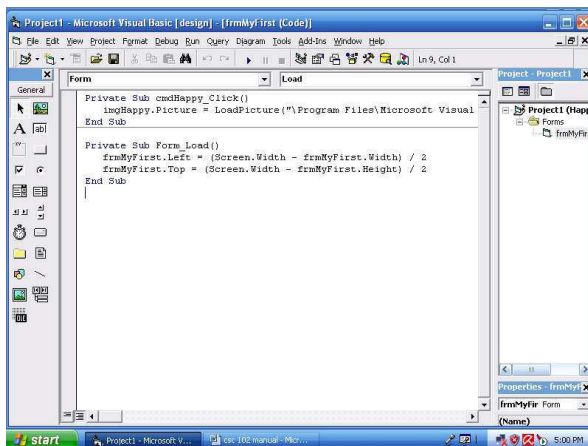 Project1 - Microsoft Visual Basic [design] - [frmMyFirst (Code)]
File Edit View Project Format Debug Run Query Diagram Tools Add-Ins Window Help
Ln 9, Col 1
General
Form Load
Project - Project1
Private Sub cmdHappy_Click()
imgHappy.Picture = LoadPicture("\Program Files\Microsoft Visual
End Sub
Private Sub Form_Load()
frmMyFirst.Left = (Screen.Width - frmMyFirst.Width) / 2
frmMyFirst.Top = (Screen.Width - frmMyFirst.Height) / 2
End Sub
Project1 (Happ
Forms
frmMyFir
Properties - frmMyF
frmMyFir Form
(Name)
start
Project1 - Microsoft V...
csc 102 manual - Micr...
5:00 PM